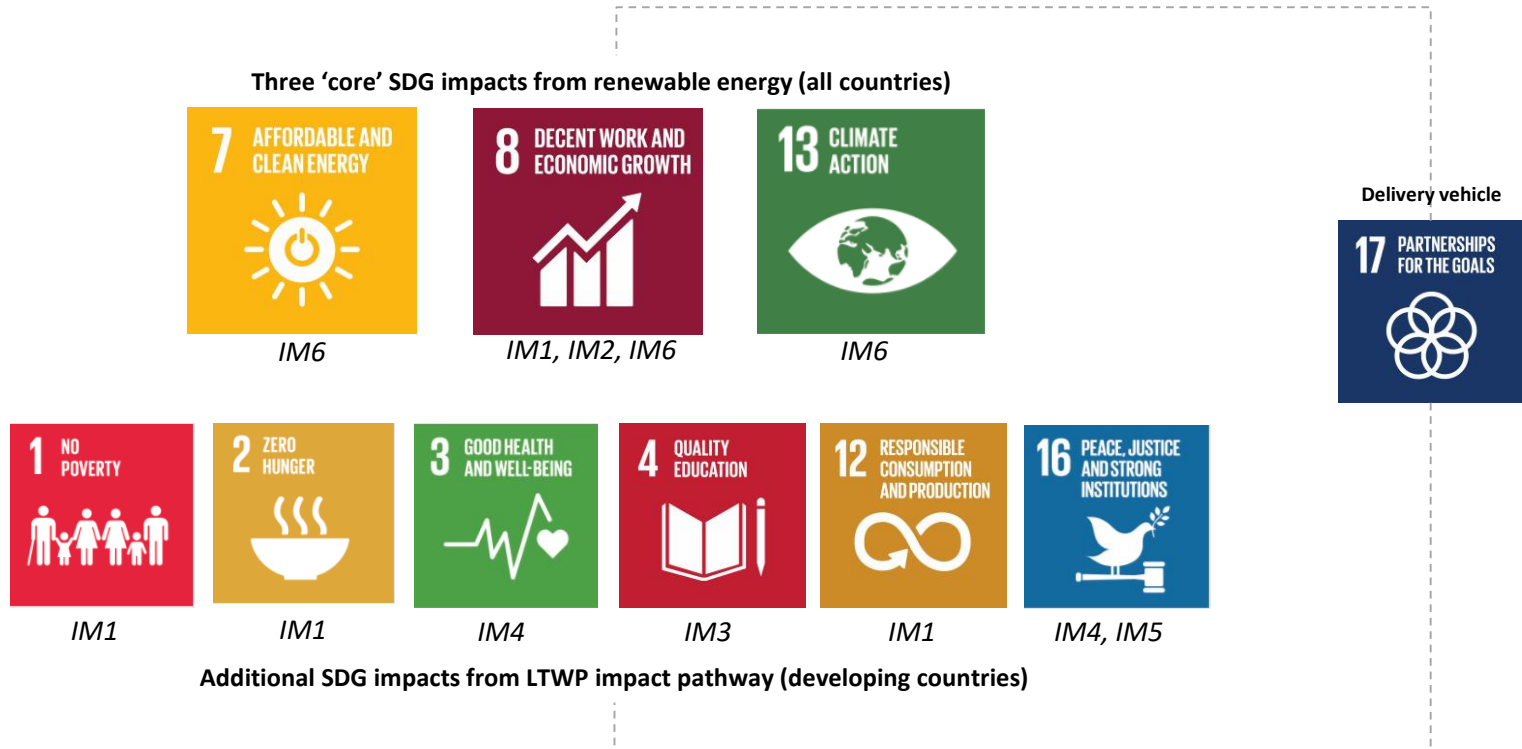 Three ‘core’ SDG impacts from renewable energy (all countries)
7 AFFORDABLE AND
CLEAN ENERGY
8 DECENT WORK AND
ECONOMIC GROWTH
13 CLIMATE
ACTION
IM6
IM1, IM2, IM6
IM6
Delivery vehicle
17 PARTNERSHIPS
FOR THE GOALS
1 NO
POVERTY
2 ZERO
HUNGER
3 GOOD HEALTH
AND WELL-BEING
4 QUALITY
EDUCATION
12 RESPONSIBLE
CONSUMPTION
AND PRODUCTION
16 PEACE, JUSTICE
AND STRONG
INSTITUTIONS
IM1
IM1
IM4
IM3
IM1
IM4, IM5
Additional SDG impacts from LTWP impact pathway (developing countries)